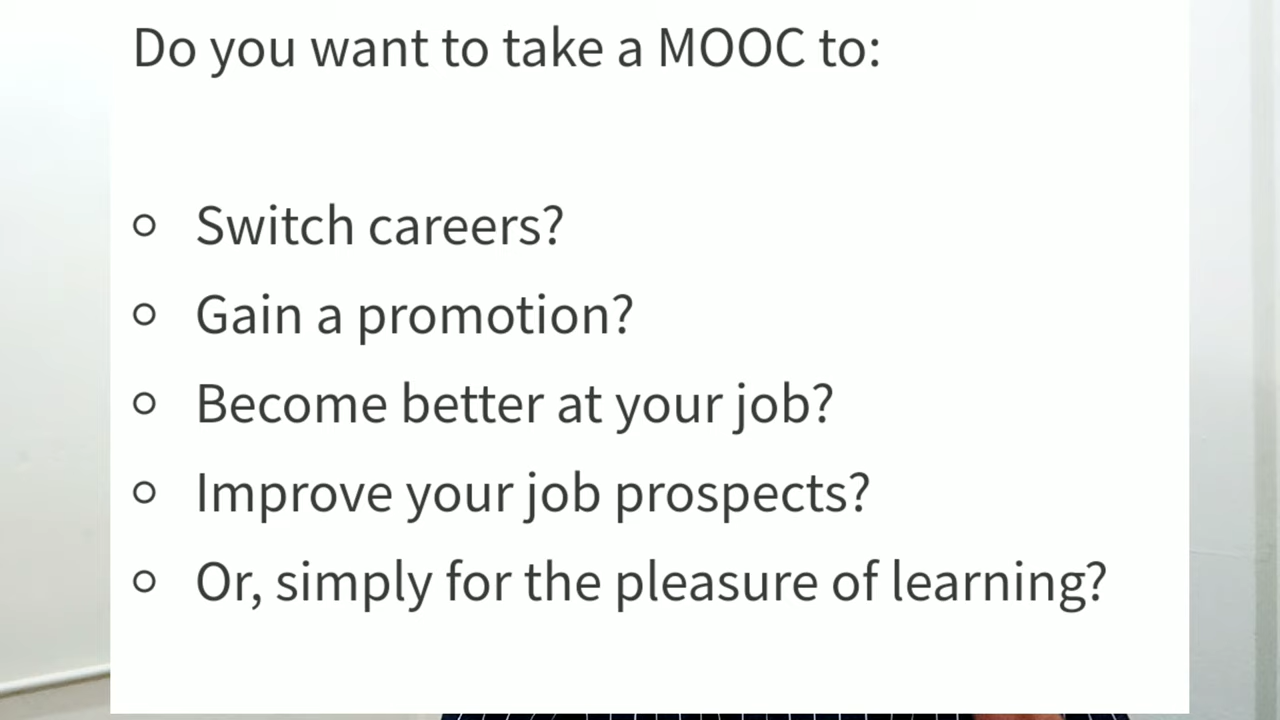 Do you want to take a MOOC to:
Switch careers?
Gain a promotion?
Become better at your job?
Improve your job prospects?
Or, simply for the pleasure of learning?